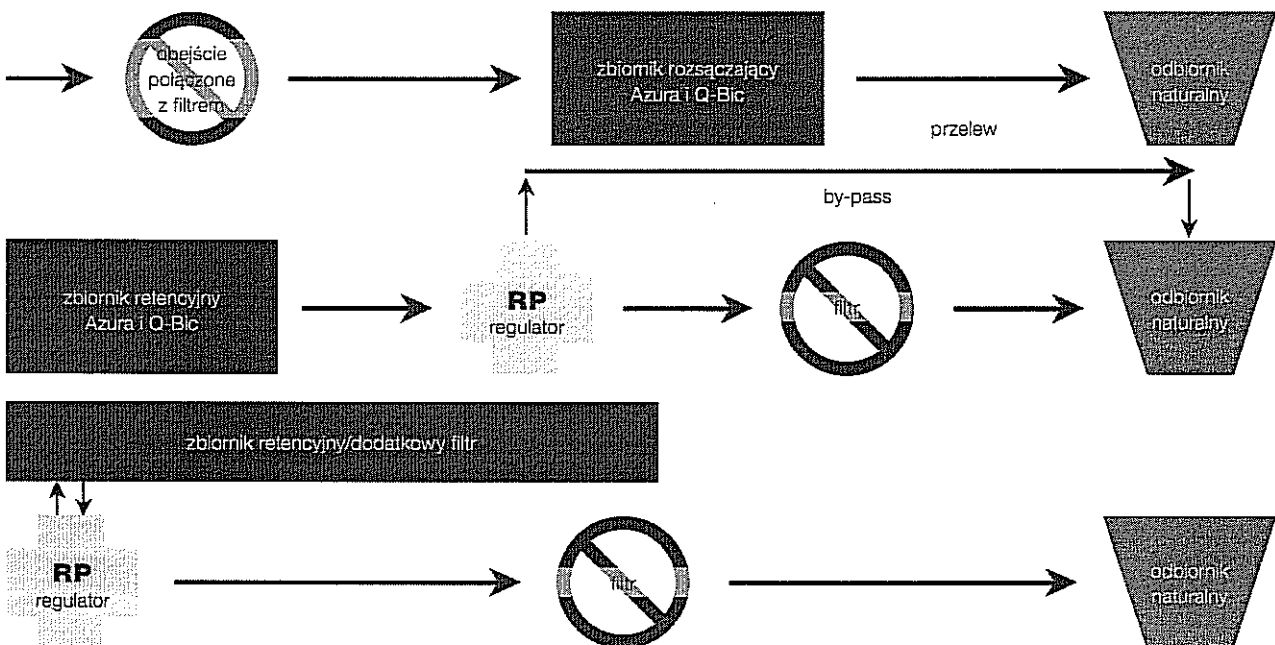 obejście
połączone
z filtrem
zbiornik rozsączający
Azura i Q-Bic
przelew
odbiornik
naturalny
by-pass
zbiornik retencyjny
Azura i Q-Bic
RP
regulator
filtr
odbiornik
naturalny
zbiornik retencyjny/dodatkowy filtr
RP
regulator
filtr
odbiornik
naturalny